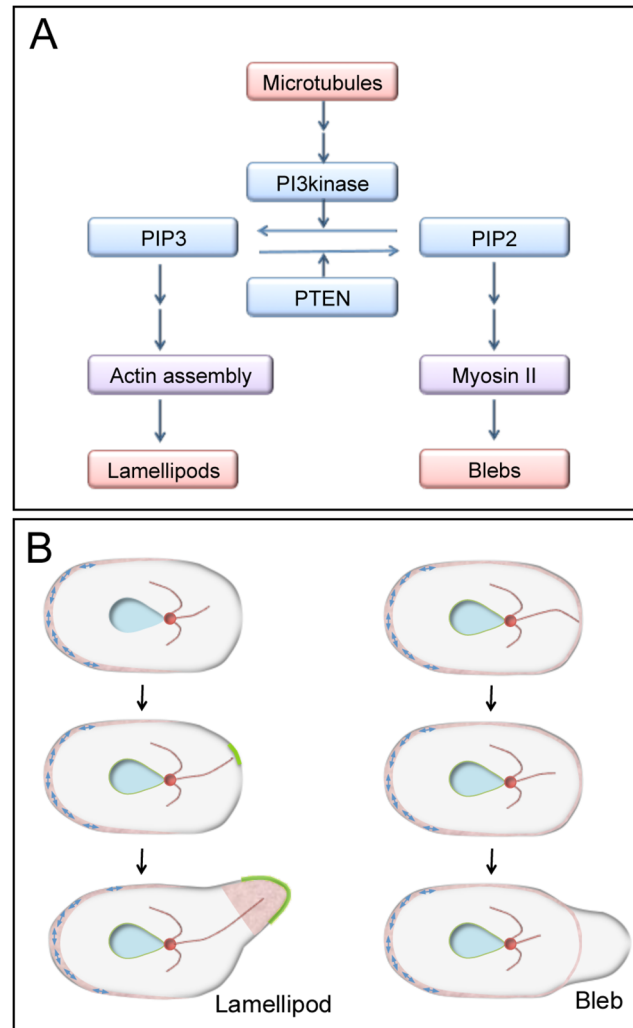 A
Microtubules
PI3kinase
PIP3
PIP2
PTEN
Actin assembly
Myosin II
Lamellipods
Blebs
B
Lamellipod
Bleb